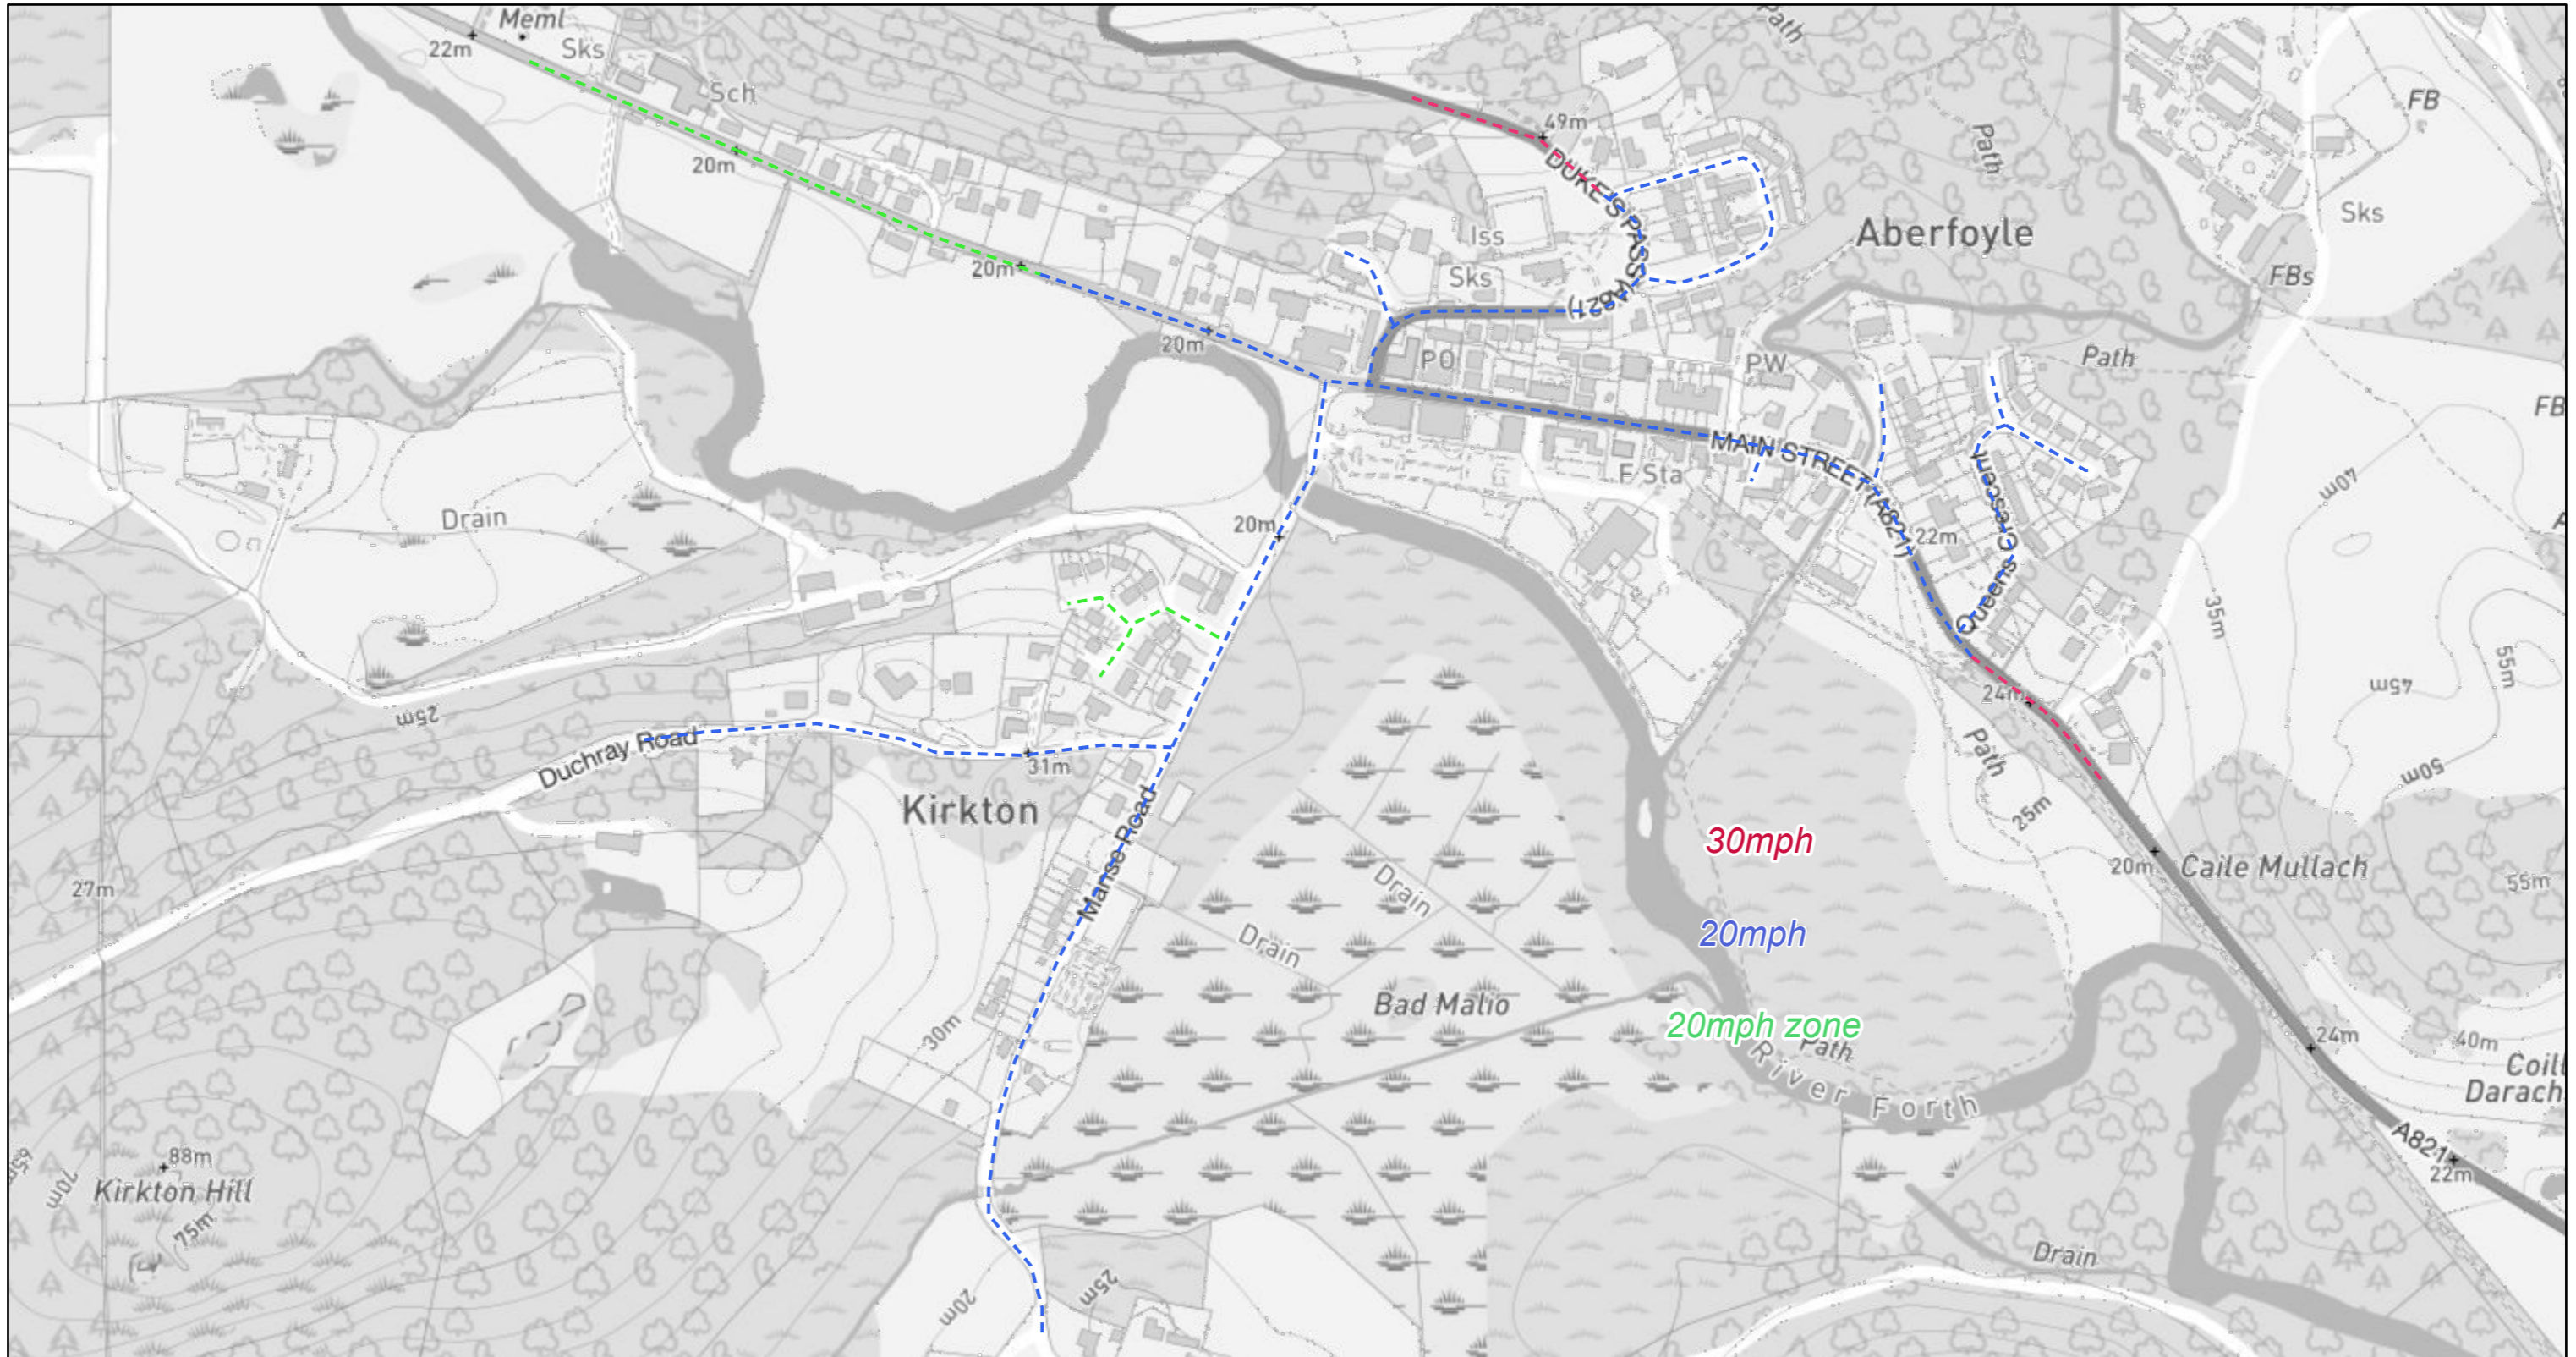 Meml
22m
Sks
Sch
Path
49m
FB
20m
DUKE'S PASS (A821)
Path
Aberfoyle
Sks
Iss
Sks
FBs
20m
20m
PO
PW
Path
FB
MAIN STREET (A821)
F Sta
40m
Drain
20m
22m
Queens Crescent
35m
55m
45m
25m
Duchray Road
24m
31m
Path
50m
Kirkton
25m
Manse Road
30mph
27m
20m
Caile Mullach
55m
Drain
20mph
Drain
Bad Malio
30m
20mph zone
Path
River Forth
24m
40m
Coill
Darach
A821
22m
65m
70m
88m
Kirkton Hill
75m
Drain
20m
25m